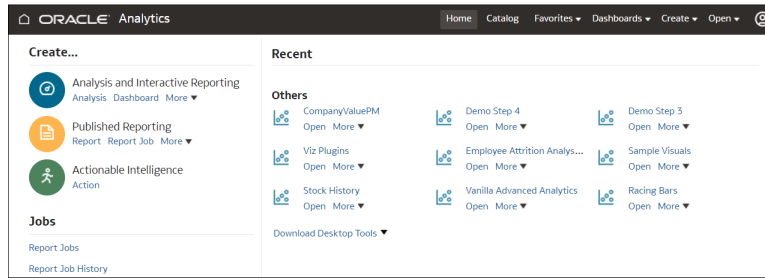 ORACLE Analytics
Home Catalog Favorites Dashboards Create Open
Create...
Analysis and Interactive Reporting
Analysis Dashboard More
Published Reporting
Report Report Job More
Actionable Intelligence
Action
Jobs
Report Jobs
Report Job History
Recent
Others
CompanyValuePM
Open More
Demo Step 4
Open More
Demo Step 3
Open More
Viz Plugins
Open More
Employee Attrition Analys...
Open More
Sample Visuals
Open More
Stock History
Open More
Vanilla Advanced Analytics
Open More
Racing Bars
Open More
Download Desktop Tools